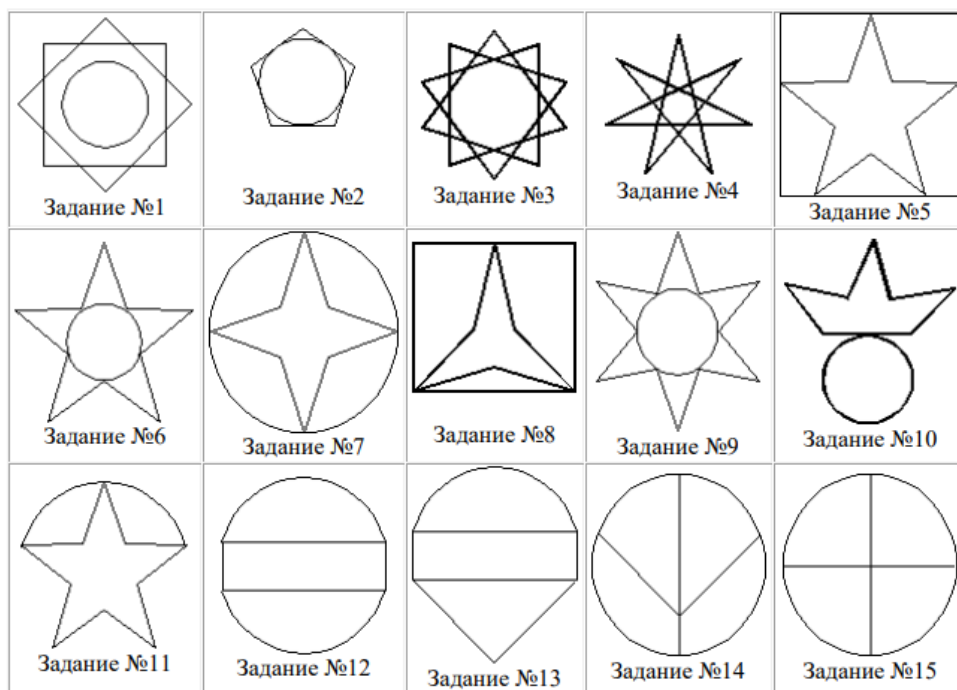 Задание №1
Задание №2
Задание №3
Задание №4
Задание №5
Задание №6
Задание №7
Задание №8
Задание №9
Задание №10
Задание №11
Задание №12
Задание №13
Задание №14
Задание №15